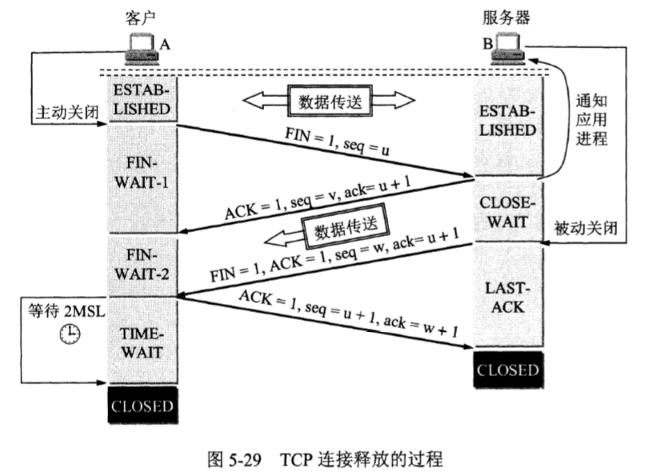 客户
服务器
A
B
ESTAB-
LISHED
数据传送
主动关闭
ESTAB-
LISHED
通知
应用
进程
FIN = 1, seq = u
FIN-
WAIT-1
ACK = 1, seq = v, ack= u + 1
CLOSE-
WAIT
数据传送
被动关闭
FIN-
WAIT-2
FIN = 1, ACK = 1, seq = w, ack= u + 1
LAST-
ACK
等待 2MSL
ACK = 1, seq = u + 1, ack = w + 1
TIME-
WAIT
CLOSED
CLOSED
图 5-29 TCP 连接释放的过程